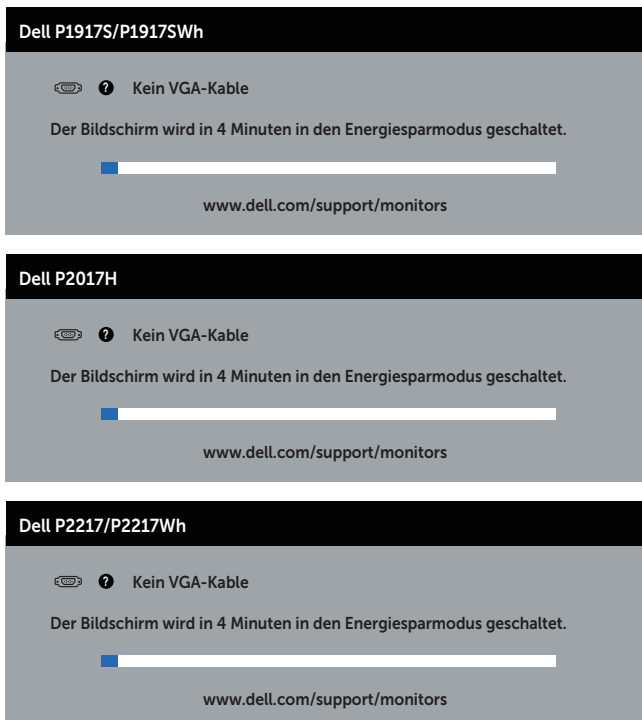 Dell P1917S/P1917SWh
? Kein VGA-Kable
Der Bildschirm wird in 4 Minuten in den Energiesparmodus geschaltet.
www.dell.com/support/monitors
Dell P2017H
? Kein VGA-Kable
Der Bildschirm wird in 4 Minuten in den Energiesparmodus geschaltet.
www.dell.com/support/monitors
Dell P2217/P2217Wh
? Kein VGA-Kable
Der Bildschirm wird in 4 Minuten in den Energiesparmodus geschaltet.
www.dell.com/support/monitors